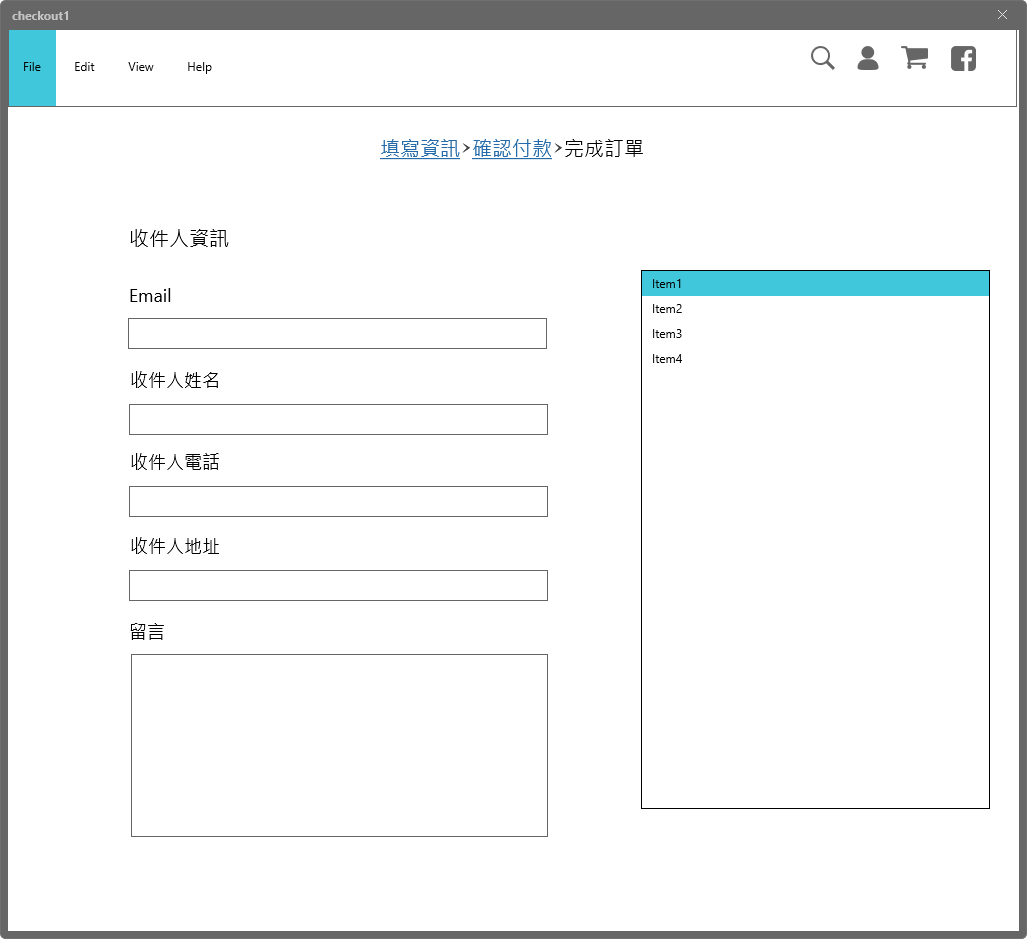 checkout1
File Edit View Help
填寫資訊>確認付款>完成訂單
收件人資訊
Email
收件人姓名
收件人電話
收件人地址
留言
Item1
Item2
Item3
Item4